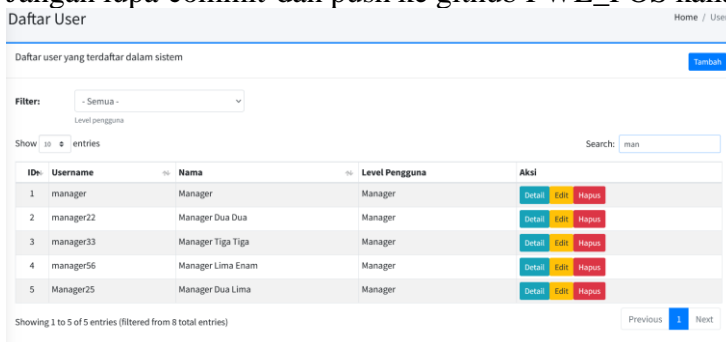 Jangan lupa commit dan push ke github PWL_POS
Daftar User
Home / User
Daftar user yang terdaftar dalam sistem
Tambah
Filter:
- Semua -
Level pengguna
Show 10 entries
Search: man
ID Username Nama Level Pengguna Aksi
1 manager Manager Manager Detail Edit Hapus
2 manager22 Manager Dua Dua Manager Detail Edit Hapus
3 manager33 Manager Tiga Tiga Manager Detail Edit Hapus
4 manager56 Manager Lima Enam Manager Detail Edit Hapus
5 Manager25 Manager Dua Lima Manager Detail Edit Hapus
Showing 1 to 5 of 5 entries (filtered from 8 total entries)
Previous 1 Next